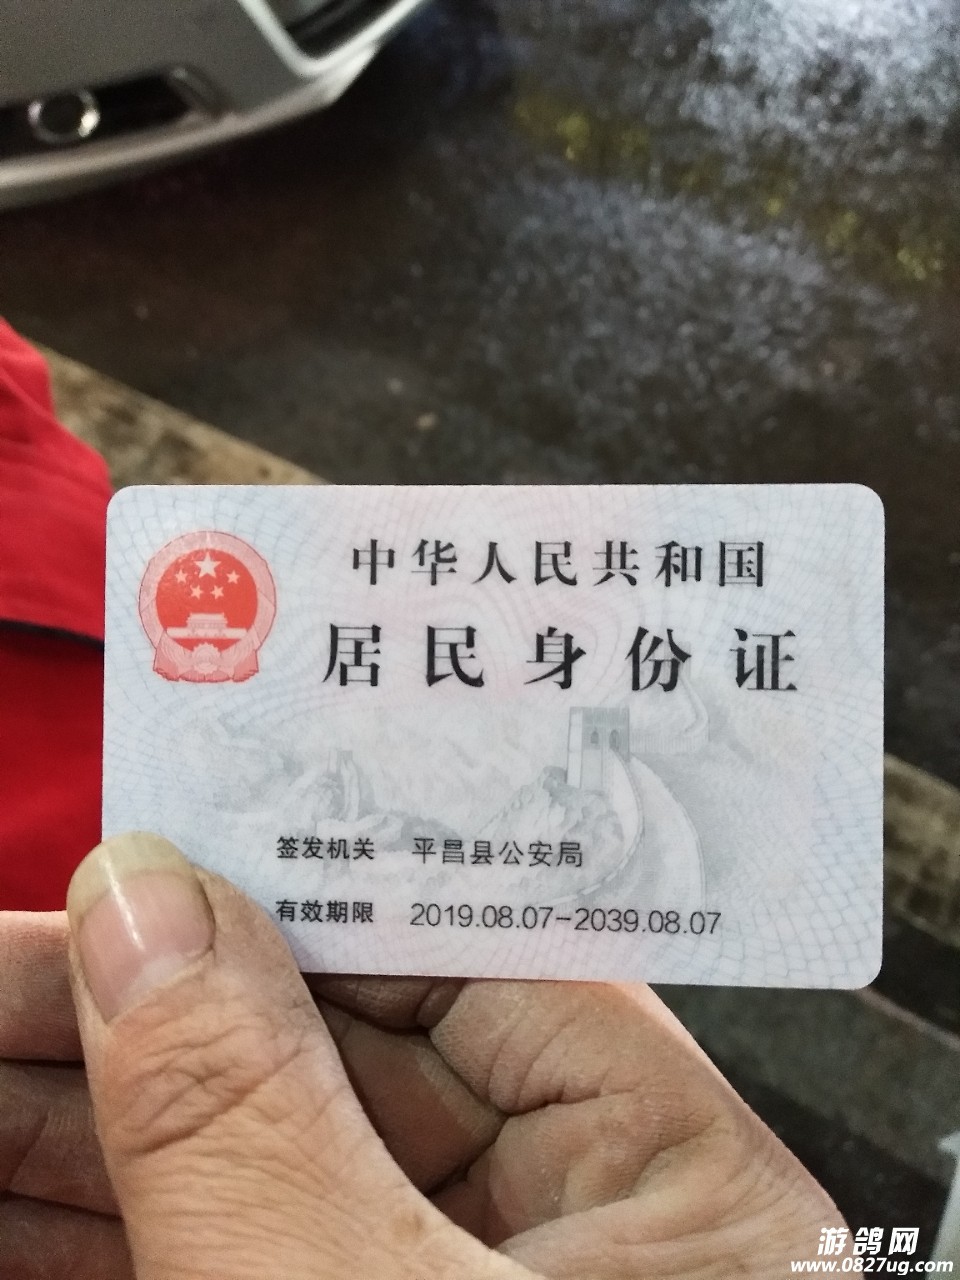 中华人民共和国
居民身份证
签发机关 平昌县公安局
有效期限 2019.08.07-2039.08.07
游鸽网
www.0827ug.com